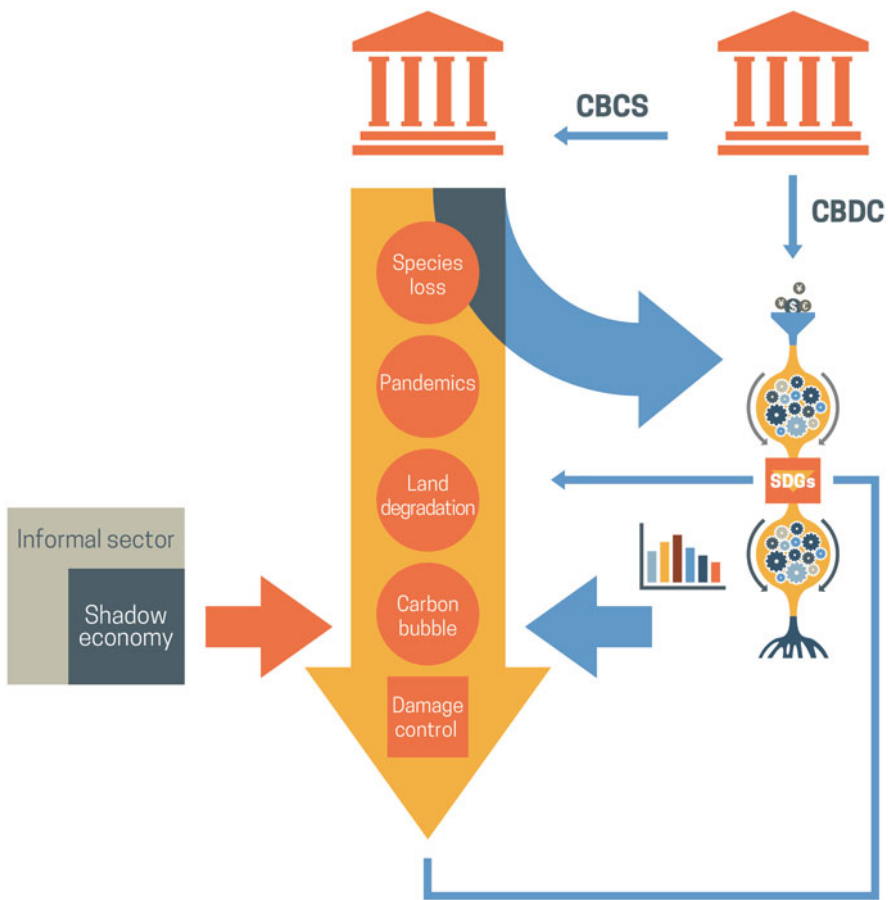 CBCS
CBDC
Species
loss
¥
¥ $ €
Pandemics
Land
degradation
SDGs
Informal sector
Shadow
economy
Carbon
bubble
Damage
control